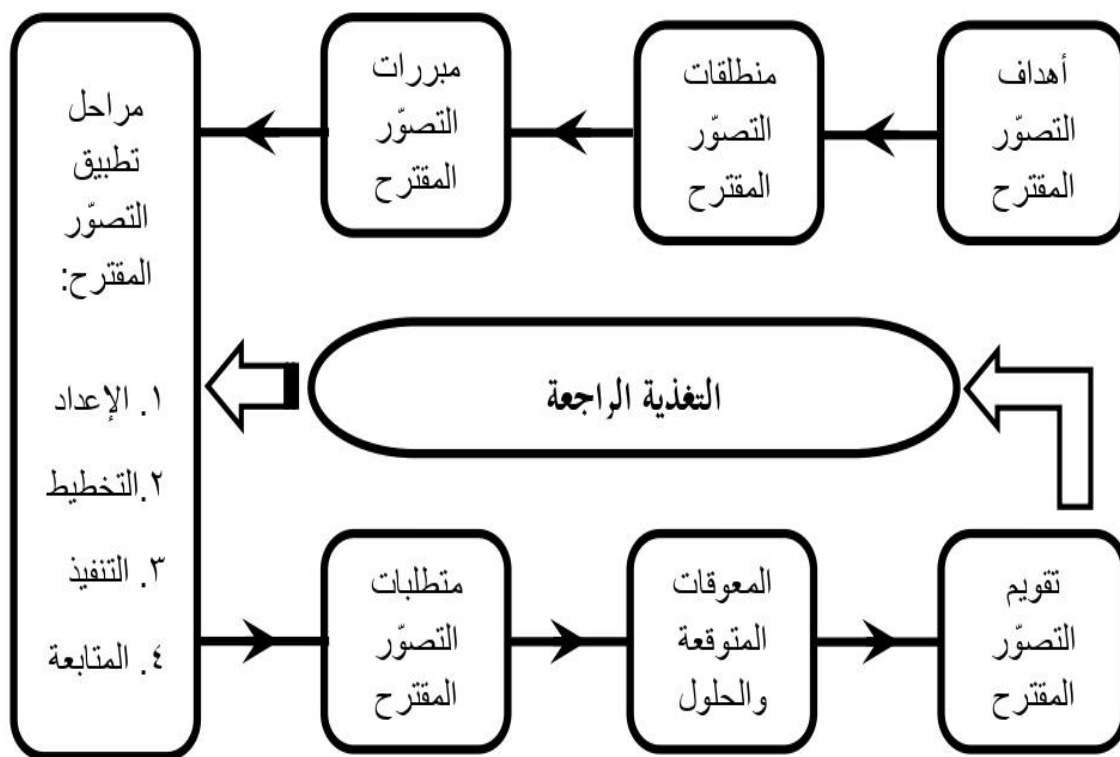 أهداف
التصوّر
المقترح
منطلقات
التصوّر
المقترح
مبررات
التصوّر
المقترح
مراحل
تطبيق
التصوّر
المقترح:
١. الإعداد
٢.التخطيط
٣. التنفيذ
٤. المتابعة
التغذية الراجعة
متطلبات
التصوّر
المقترح
المعوقات
المتوقعة
والحلول
تقويم
التصوّر
المقترح